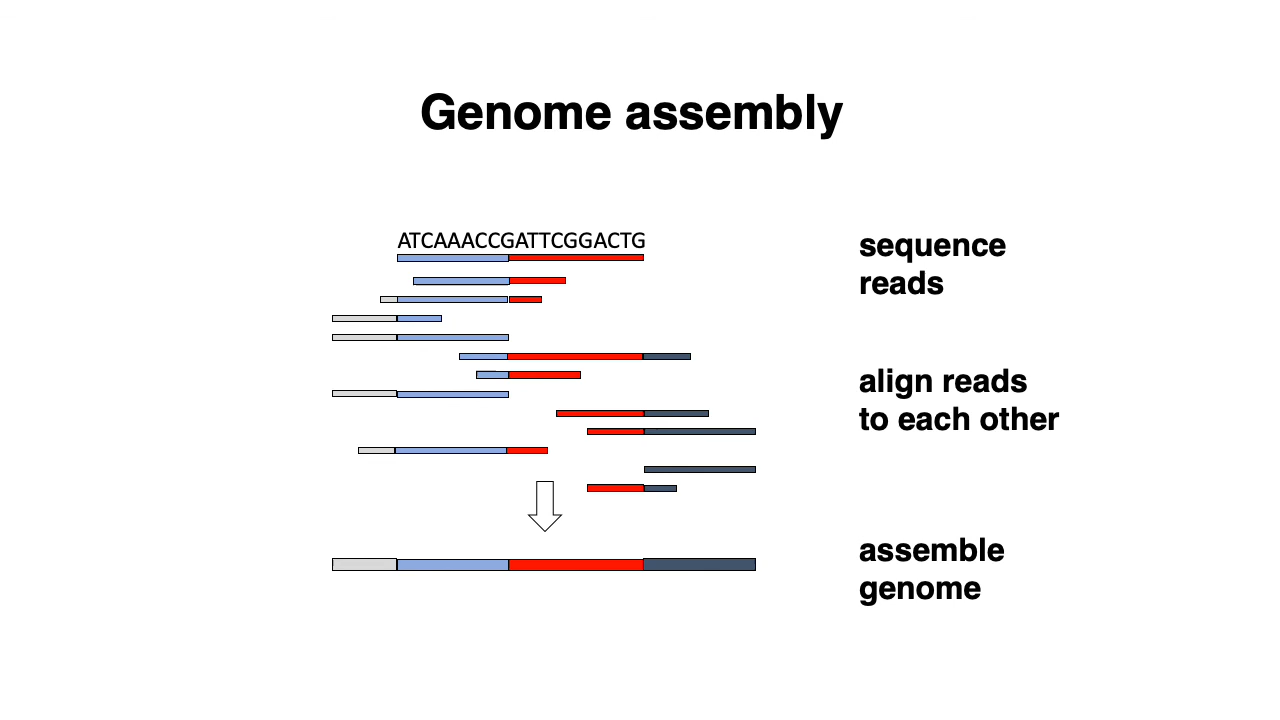 Genome assembly
ATCAAACCGATTCGGACTG
sequence
reads
align reads
to each other
assemble
genome